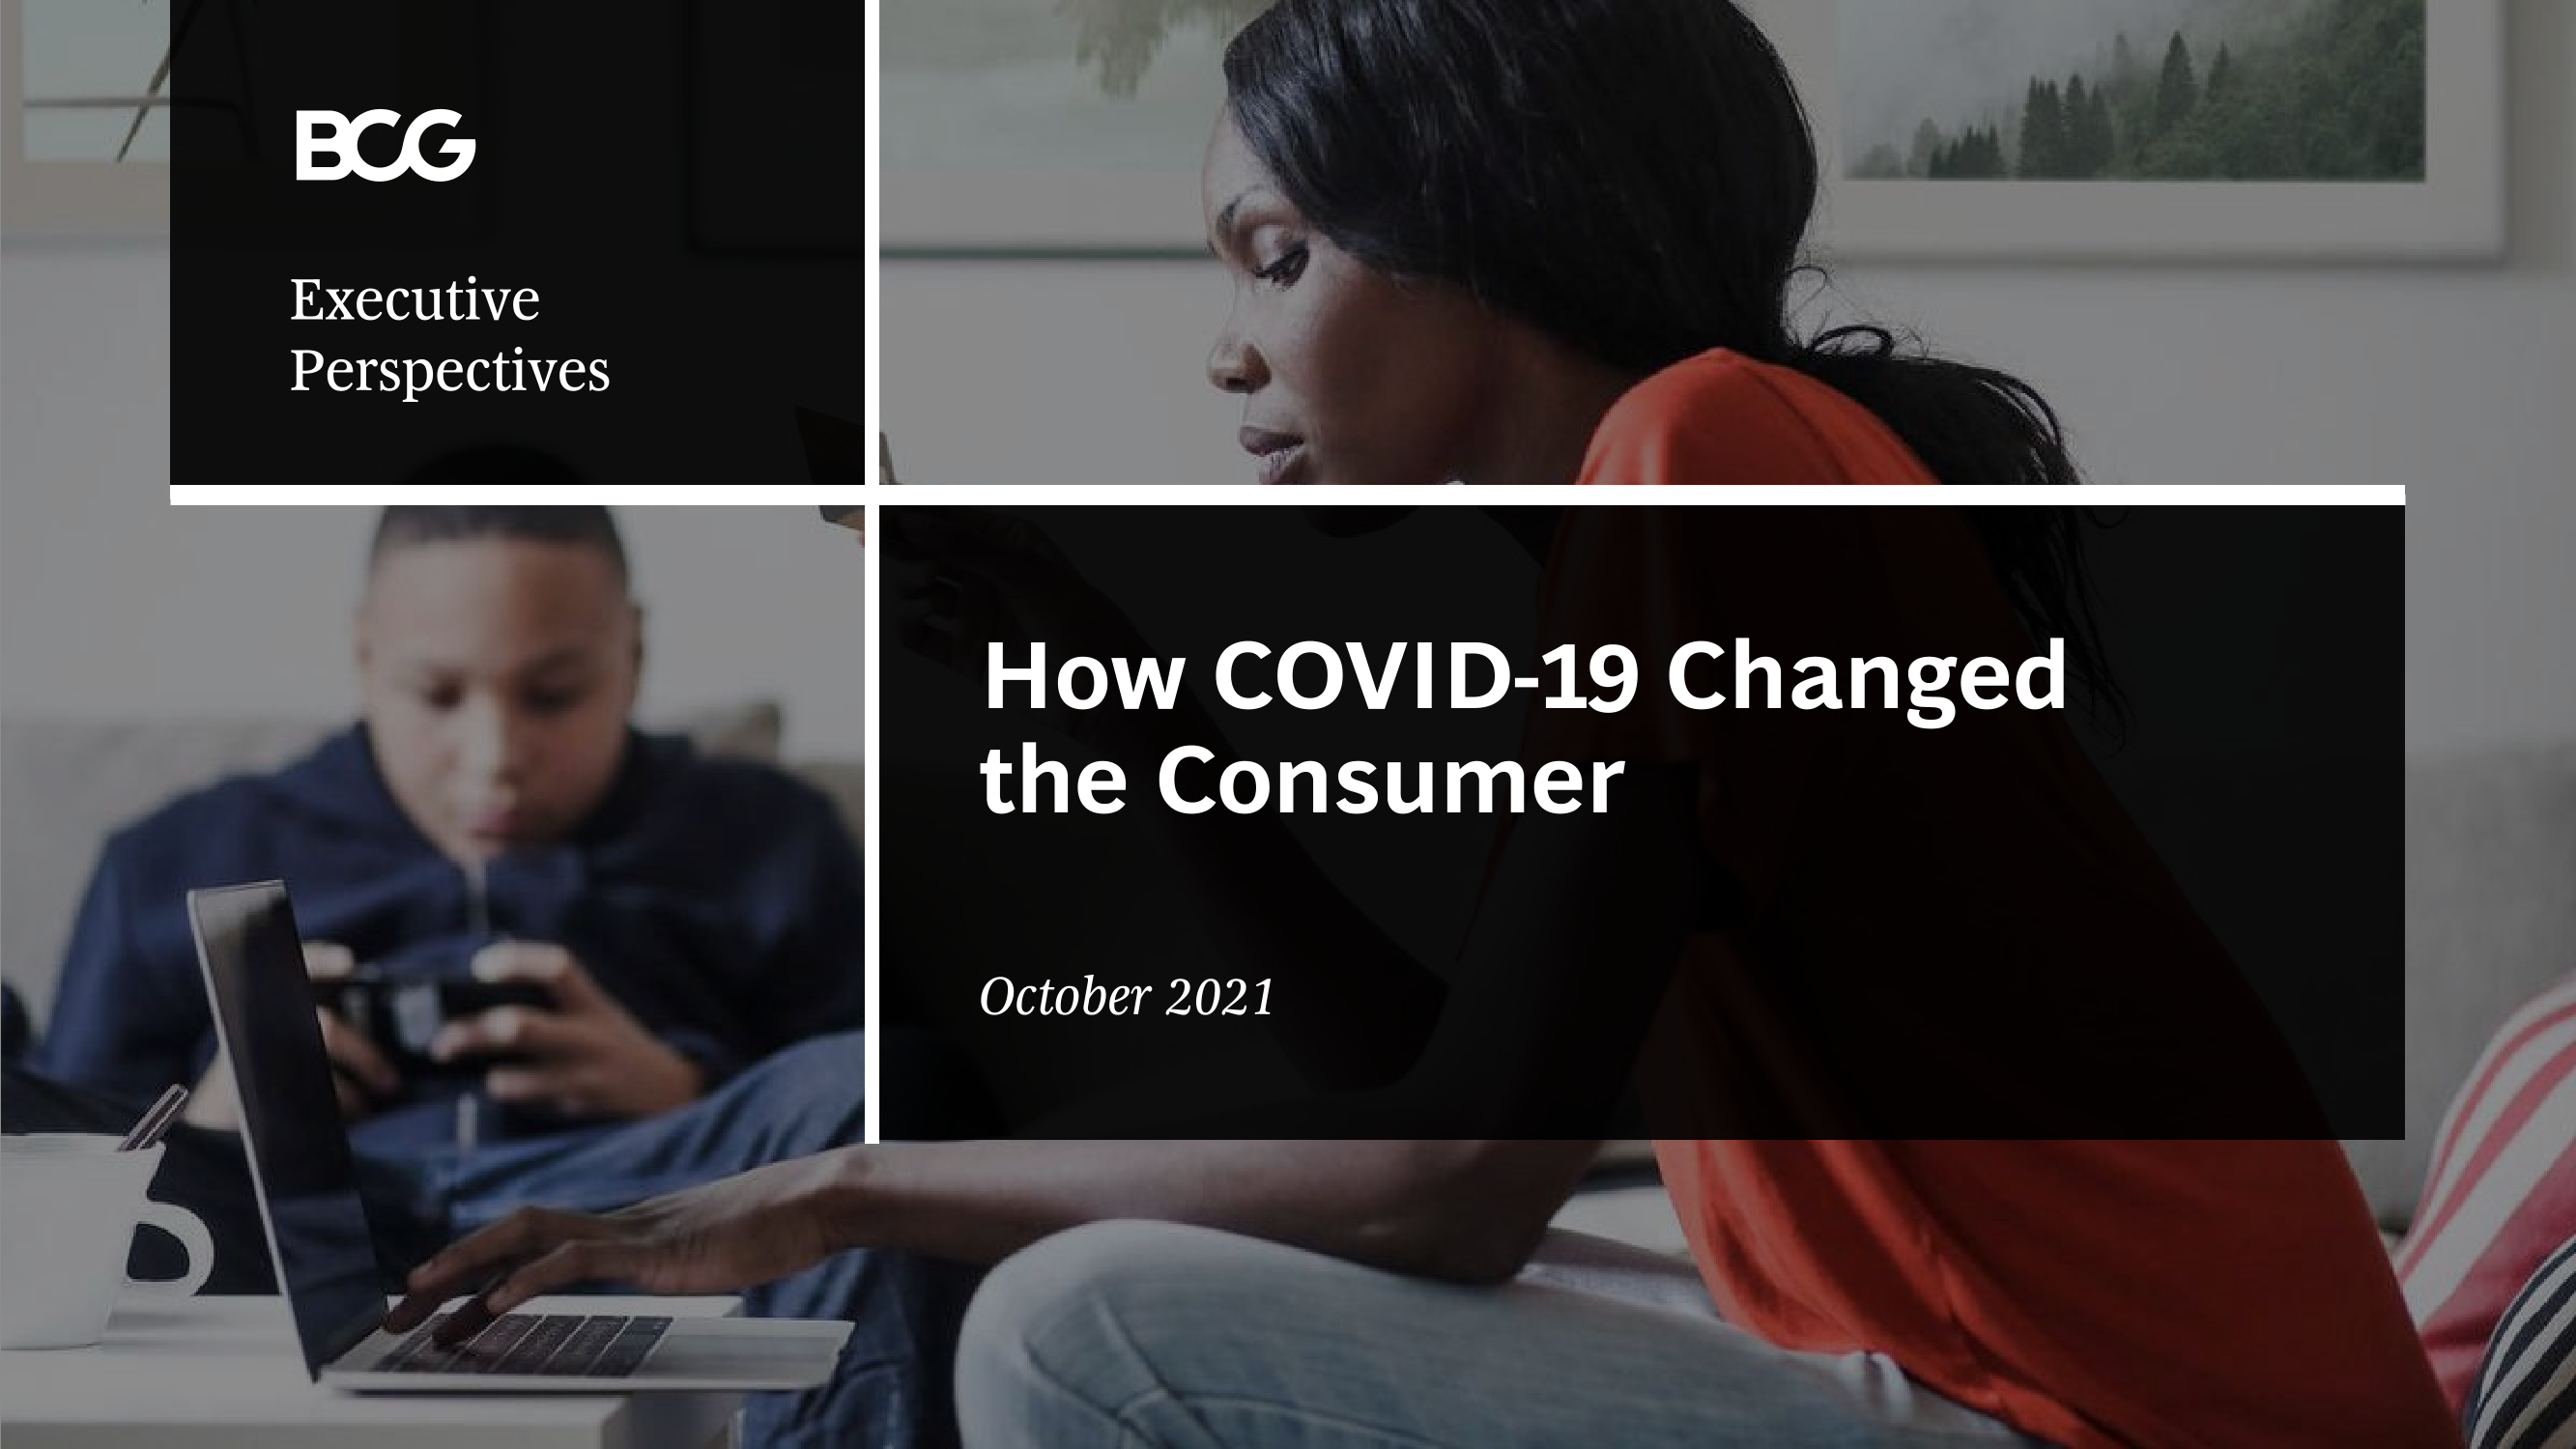 BCG
Executive
Perspectives
How COVID-19 Changed
the Consumer
October 2021